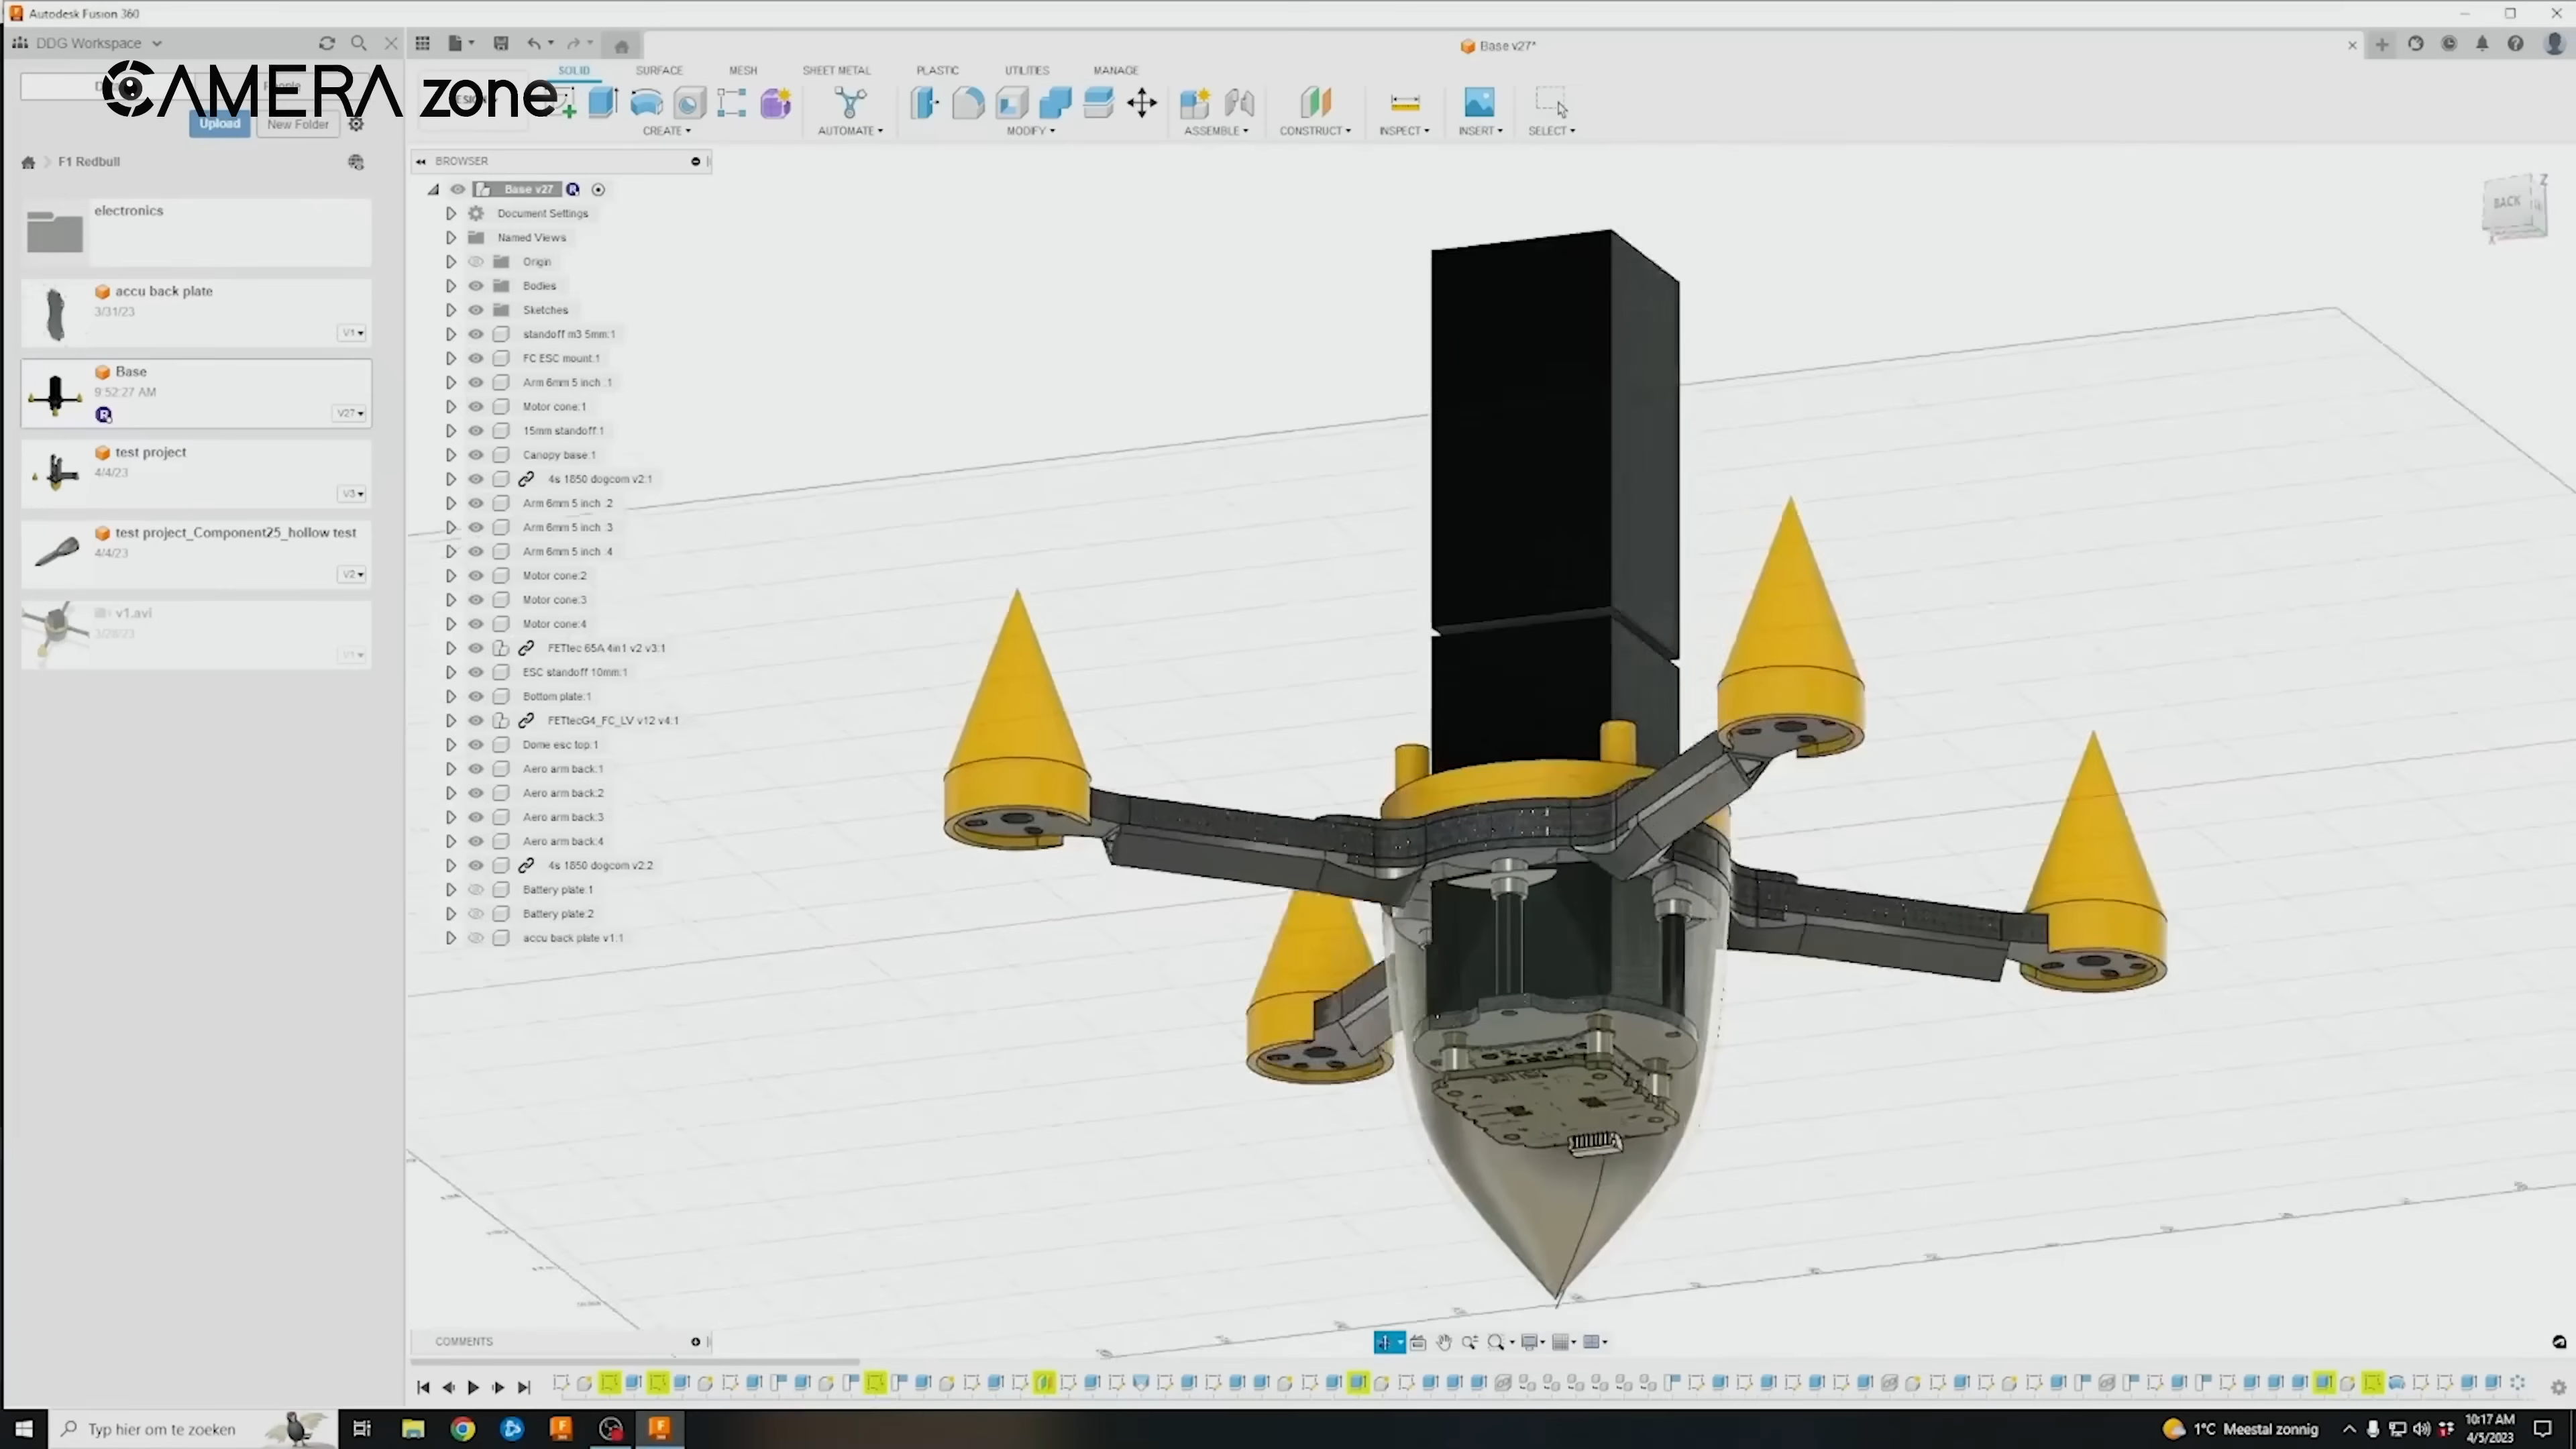 Autodesk Fusion 360
DDG Workspace
Base v27*
CAMERA zone
SOLID
SURFACE
MESH
SHEET METAL
PLASTIC
UTILITIES
MANAGE
Upload
New Folder
CREATE
AUTOMATE
MODIFY
ASSEMBLE
CONSTRUCT
INSPECT
INSERT
SELECT
F1 Redbull
electronics
accu back plate
3/31/23
V1
Base
9:52:27 AM
V27
test project
4/4/23
V3
test project_Component25_hollow test
4/4/23
V2
v1.avi
3/28/23
V1
BROWSER
Base v27
Document Settings
Named Views
Origin
Bodies
Sketches
standoff m3 5mm:1
FC ESC mount:1
Arm 6mm 5 inch :1
Motor cone:1
15mm standoff:1
Canopy base:1
4s 1850 dogcom v2:1
Arm 6mm 5 inch :2
Arm 6mm 5 inch :3
Arm 6mm 5 inch :4
Motor cone:2
Motor cone:3
Motor cone:4
FETtec 65A 4in1 v2 v3:1
ESC standoff 10mm:1
Bottom plate:1
FETtecG4_FC_LV v12 v4:1
Dome esc top:1
Aero arm back:1
Aero arm back:2
Aero arm back:3
Aero arm back:4
4s 1850 dogcom v2:2
Battery plate:1
Battery plate:2
accu back plate v1:1
BACK
Z
COMMENTS
Typ hier om te zoeken
1°C Meestal zonnig
10:17 AM
4/5/2023